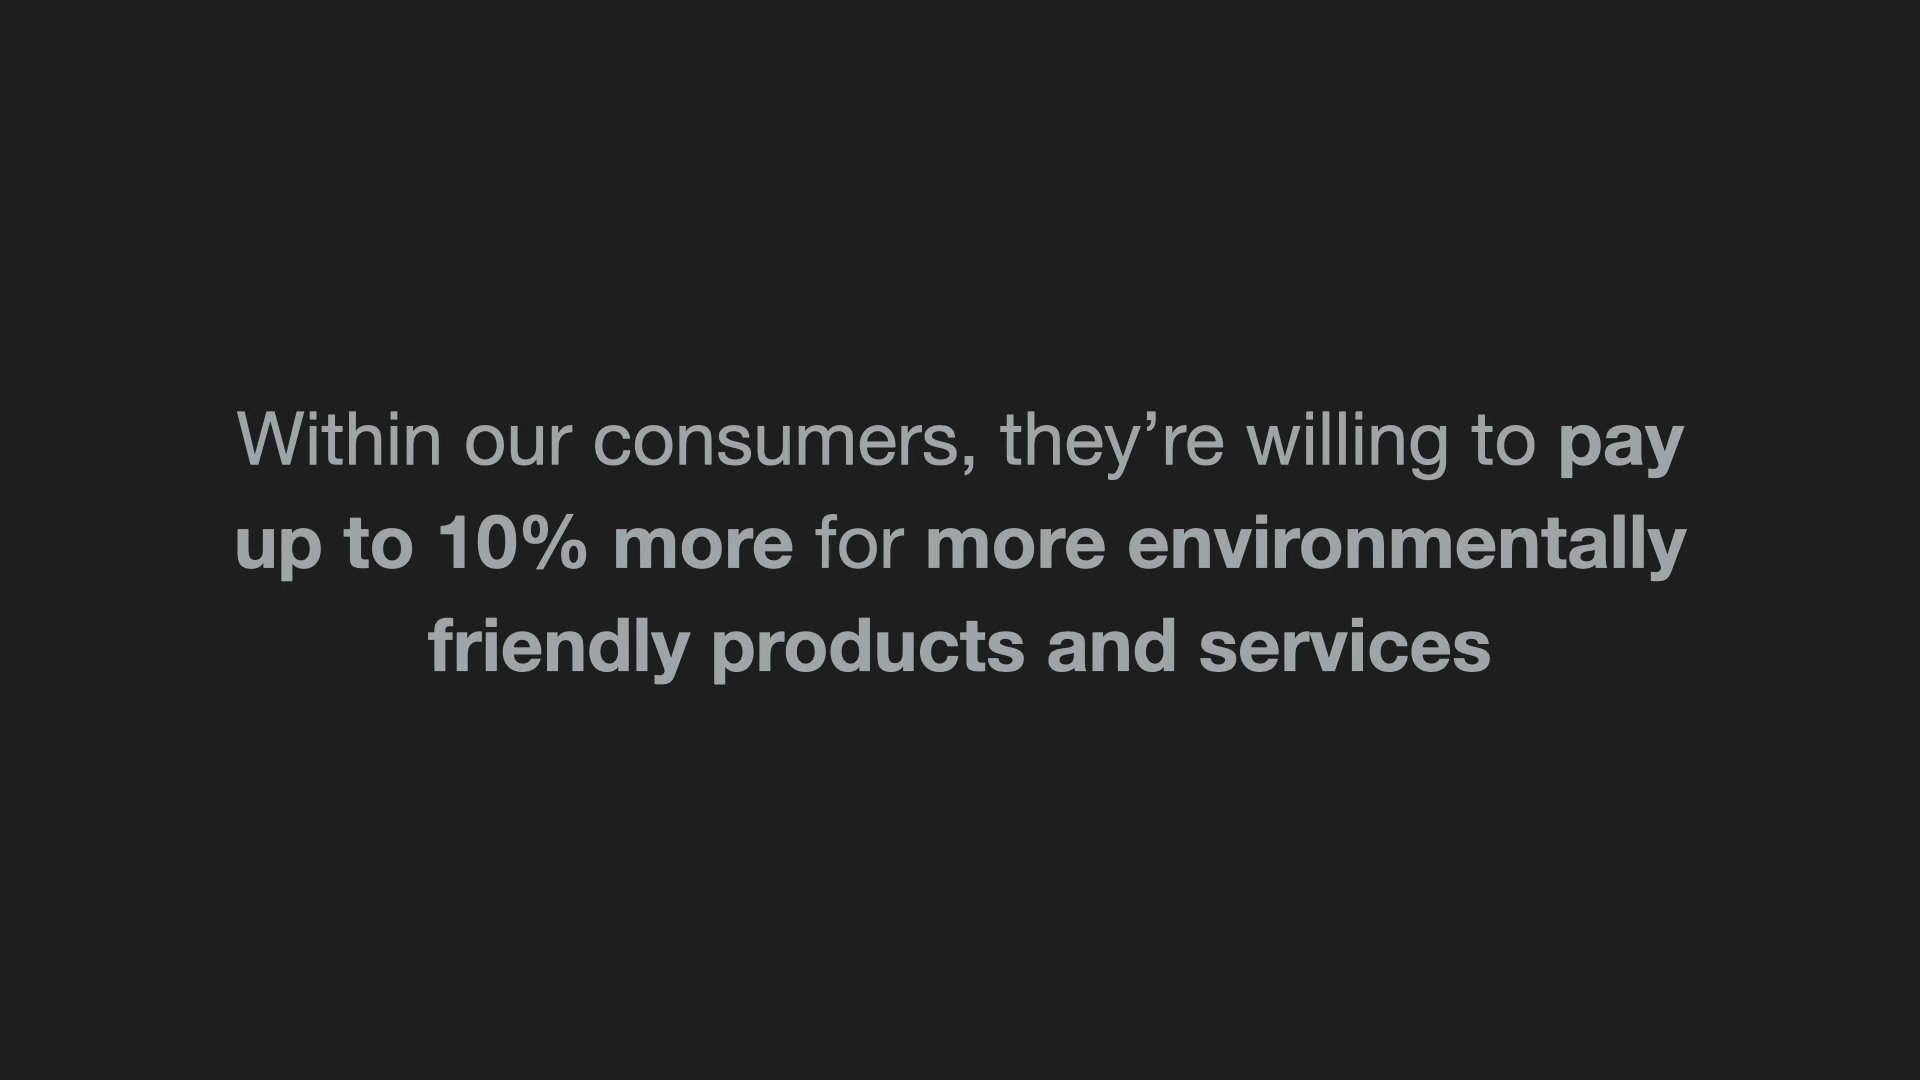 Within our consumers, they’re willing to pay
up to 10% more for more environmentally
friendly products and services